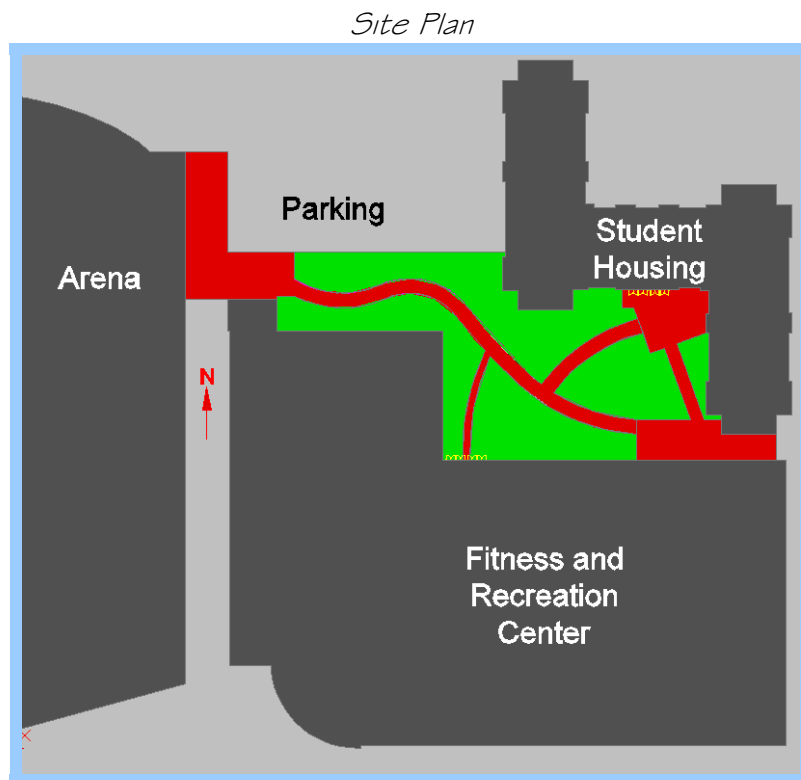 Site Plan
Parking
Student
Housing
Arena
N
Fitness and
Recreation
Center